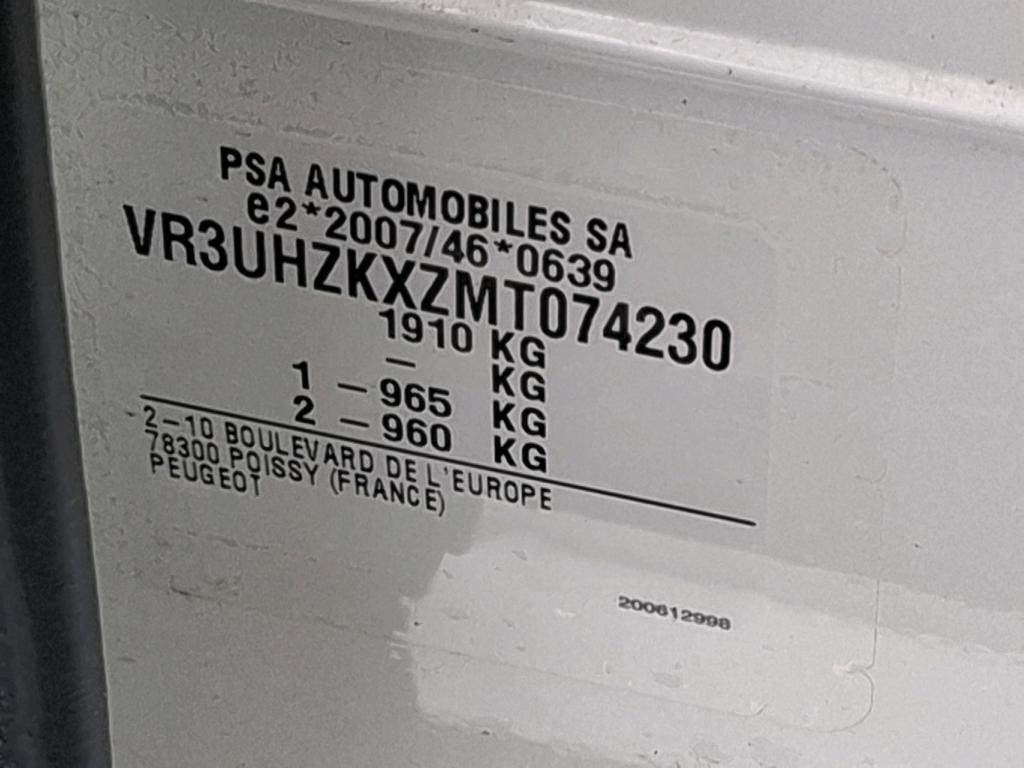 PSA AUTOMOBILES SA
e2*2007/46*0639
VR3UHZKXZMT074230
1910 KG
– KG
1 –965 KG
2 –960 KG
2–10 BOULEVARD DE L'EUROPE
78300 POISSY (FRANCE)
PEUGEOT
200612998